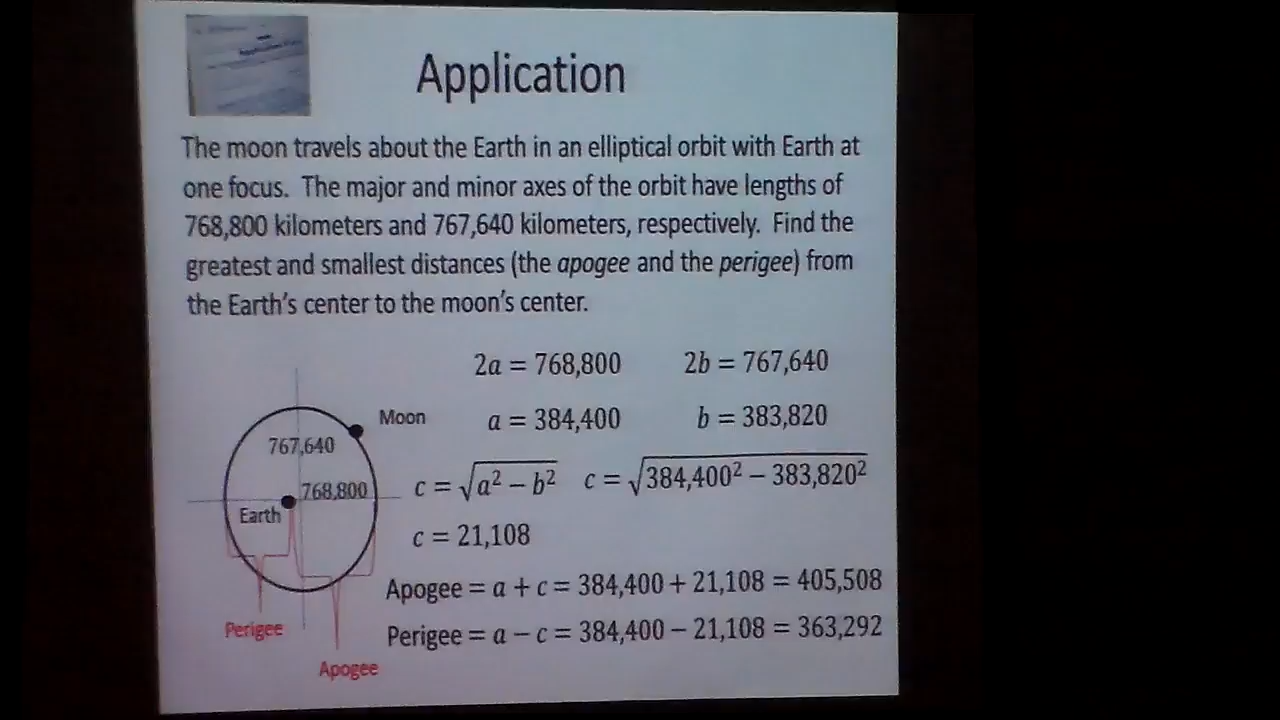 Application
The moon travels about the Earth in an elliptical orbit with Earth at
one focus. The major and minor axes of the orbit have lengths of
768,800 kilometers and 767,640 kilometers, respectively. Find the
greatest and smallest distances (the apogee and the perigee) from
the Earth's center to the moon's center.
2a = 768,800 2b = 767,640
a = 384,400 b = 383,820
Moon
767,640
768,800
Earth
c = √a² − b² c = √384,400² − 383,820²
c = 21,108
Apogee = a + c = 384,400 + 21,108 = 405,508
Perigee = a − c = 384,400 − 21,108 = 363,292
Perigee
Apogee